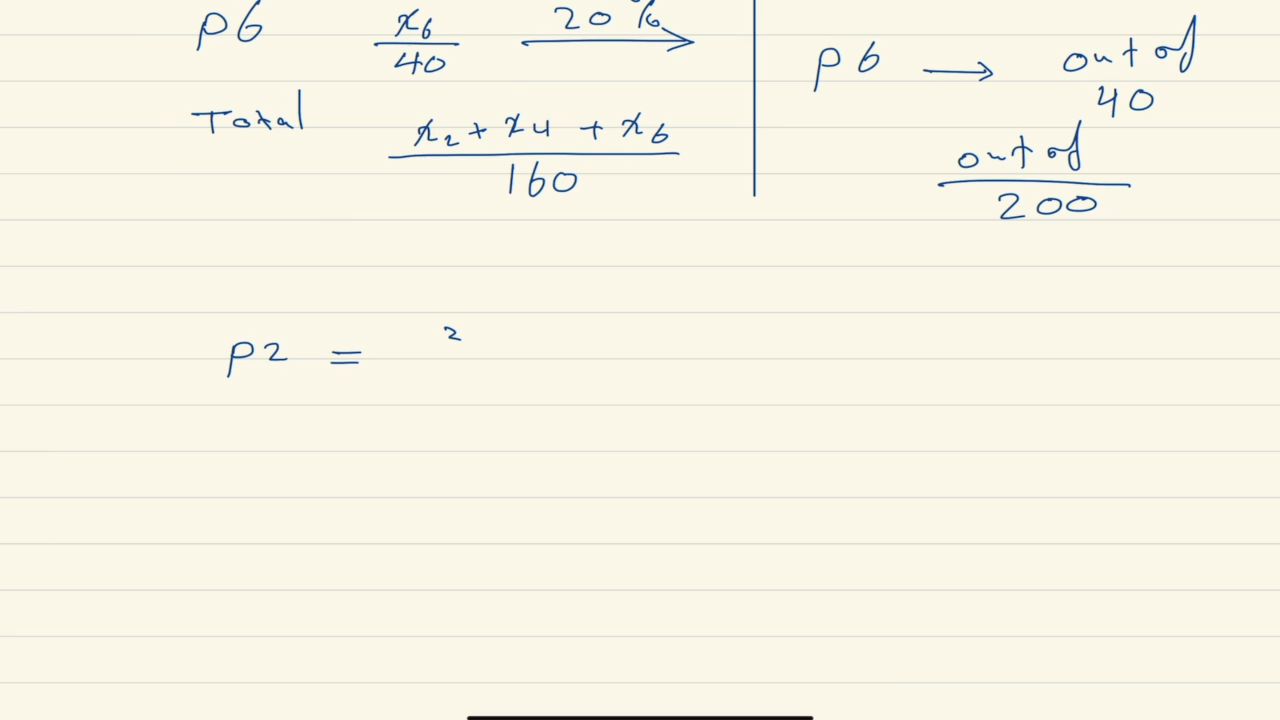 P6 x₆/40 20%
Total x₂ + x₄ + x₆ / 160
P6 → out of
40
out of
200
P2 = 2